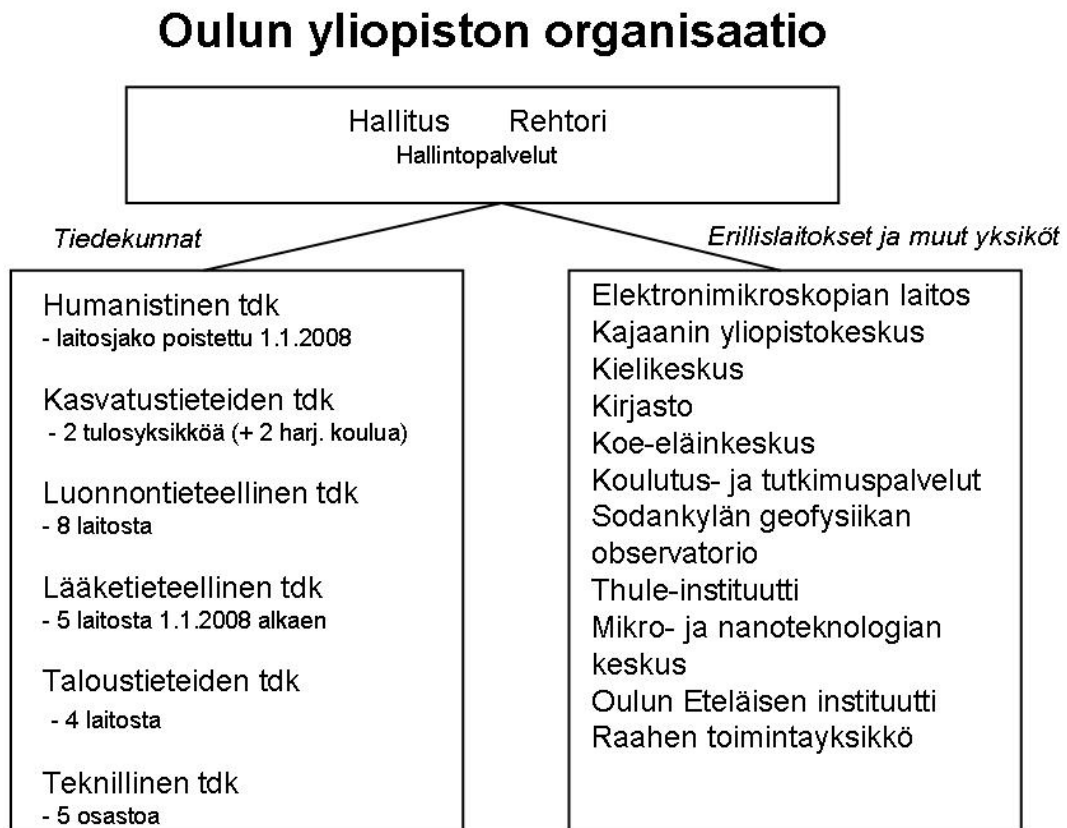 Oulun yliopiston organisaatio
Hallitus Rehtori
Hallintopalvelut
Tiedekunnat
Humanistinen tdk
- laitosjako poistettu 1.1.2008
Kasvatustieteiden tdk
- 2 tulosyksikköä (+ 2 harj. koulua)
Luonnontieteellinen tdk
- 8 laitosta
Lääketieteellinen tdk
- 5 laitosta 1.1.2008 alkaen
Taloustieteiden tdk
- 4 laitosta
Teknillinen tdk
- 5 osastoa
Erillislaitokset ja muut yksiköt
Elektronimikroskopian laitos
Kajaanin yliopistokeskus
Kielikeskus
Kirjasto
Koe-eläinkeskus
Koulutus- ja tutkimuspalvelut
Sodankylän geofysiikan
observatorio
Thule-instituutti
Mikro- ja nanoteknologian
keskus
Oulun Eteläisen instituutti
Raahen toimintayksikkö